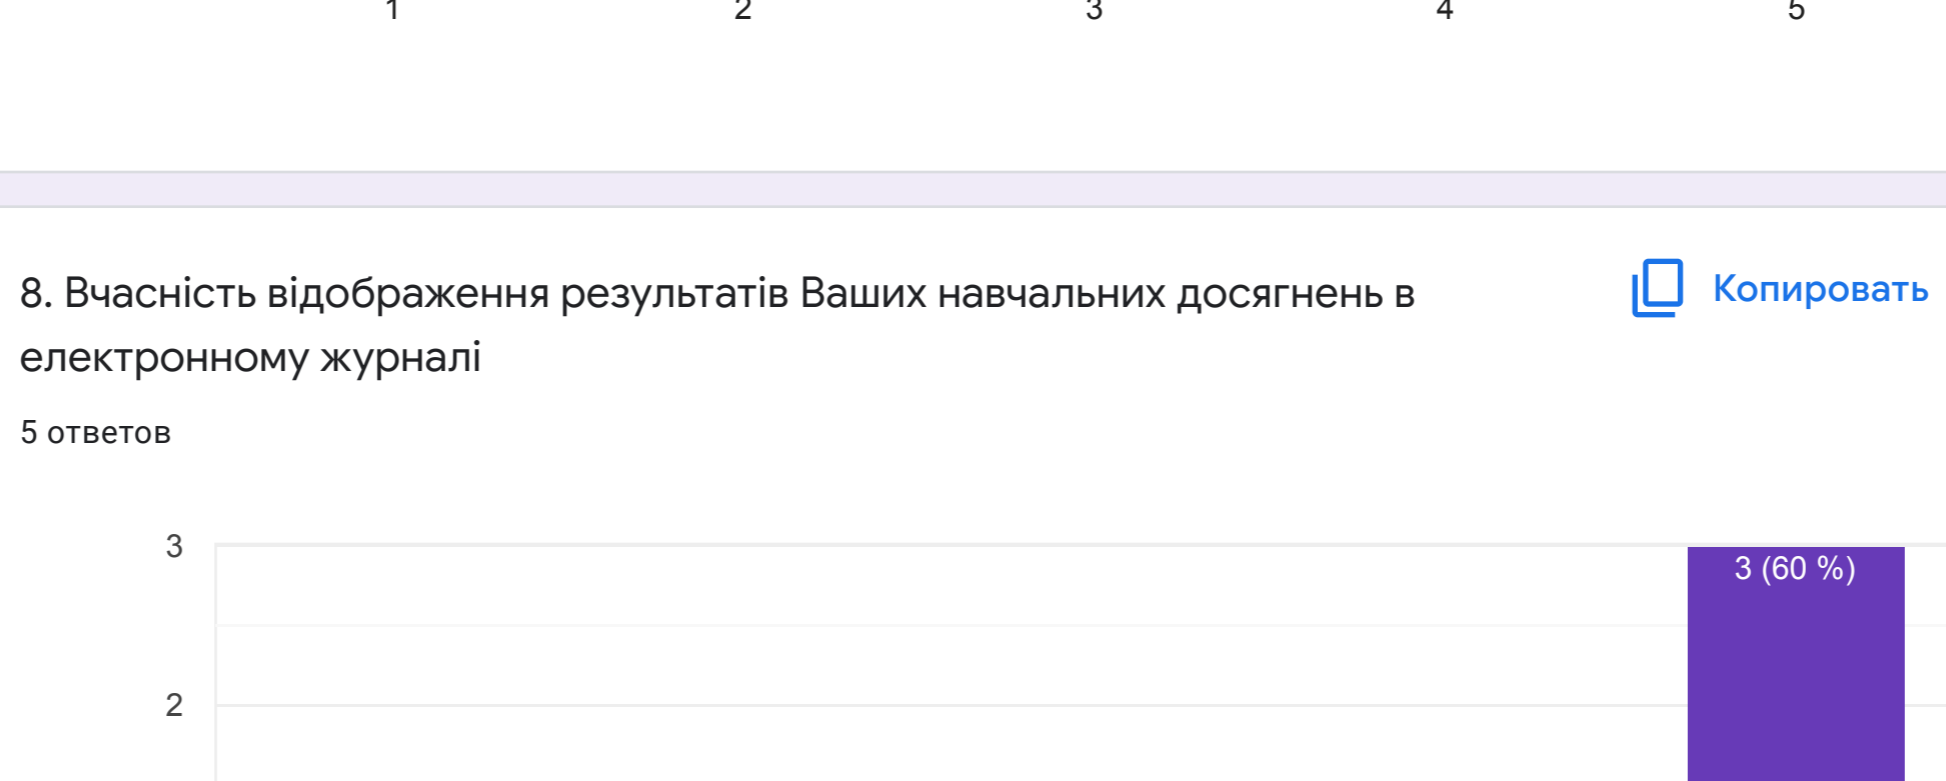 1 2 3 4 5
8. Вчасність відображення результатів Ваших навчальних досягнень в
електронному журналі
Копировать
5 ответов
3
3 (60 %)
2